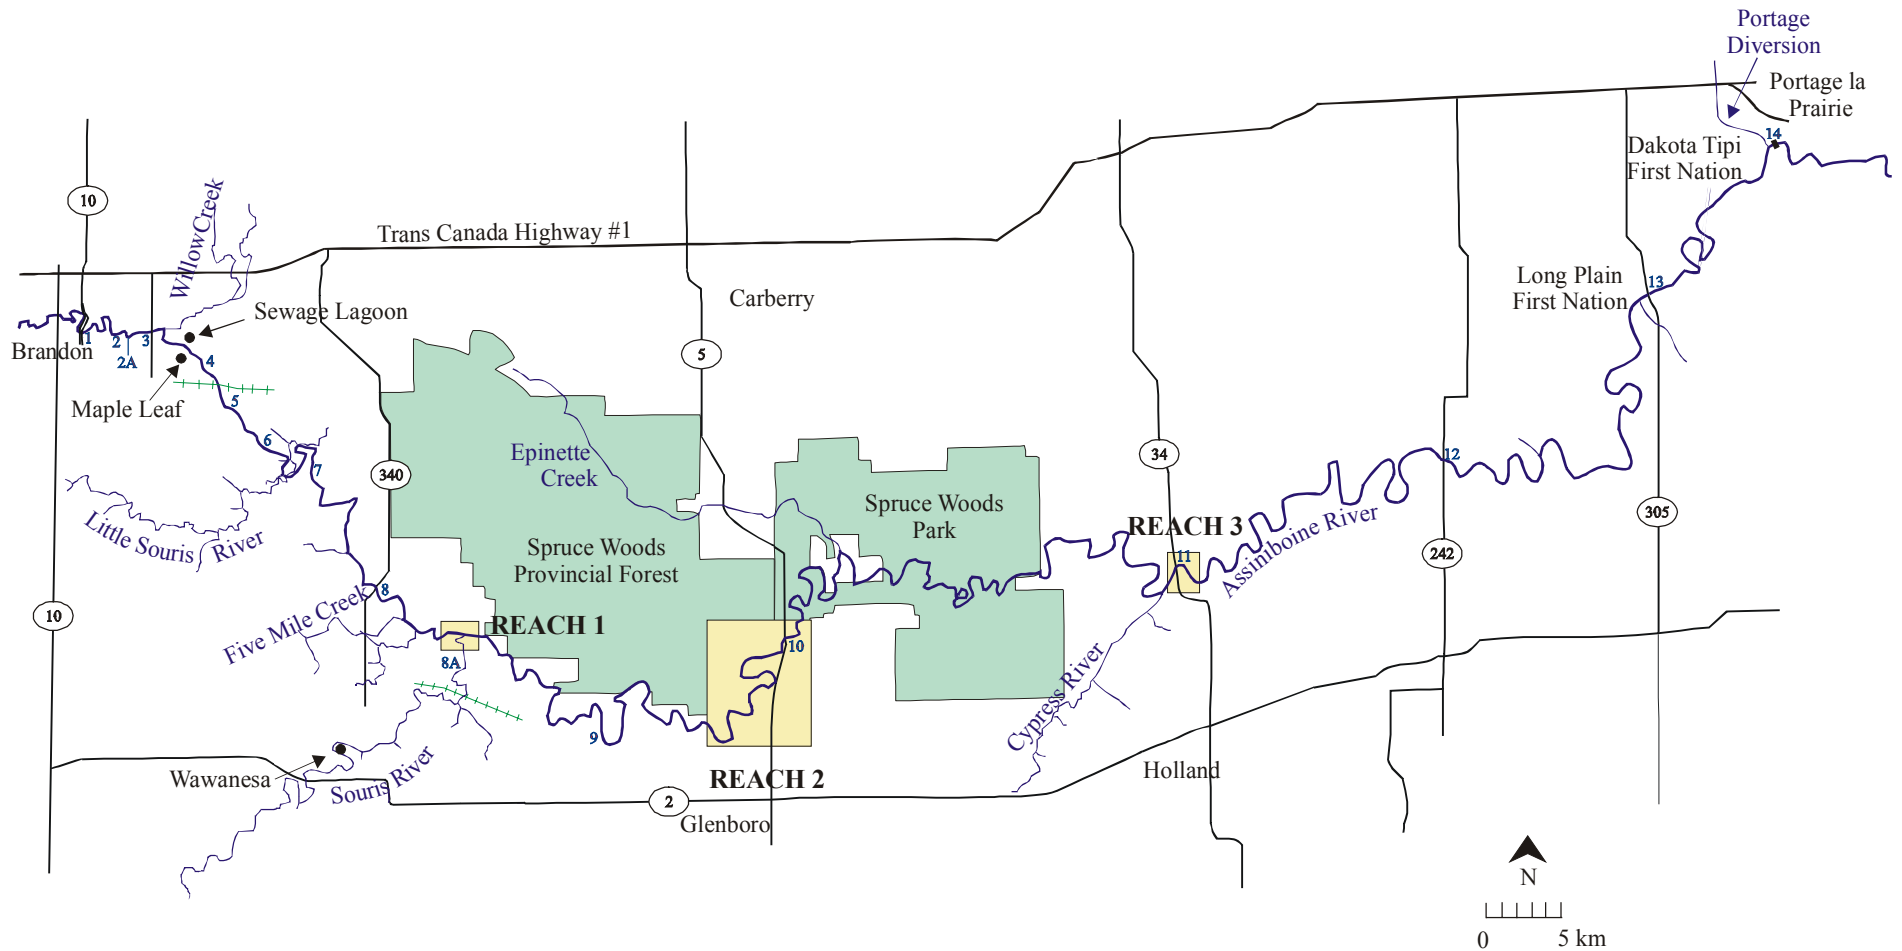 Portage
Diversion
Portage la
Prairie
14
Dakota Tipi
First Nation
10
WillowCreek
Trans Canada Highway #1
Long Plain
First Nation
13
Carberry
Sewage Lagoon
Brandon
1
2
2A
3
4
5
Maple Leaf
5
6
7
340
Epinette
Creek
34
12
Spruce Woods
Park
305
Little Souris River
REACH 3
11
Assiniboine River
242
Spruce Woods
Provincial Forest
8
Five Mile Creek
10
REACH 1
8A
10
Cypress River
9
Wawanesa
Souris River
REACH 2
Holland
2
Glenboro
N
0
5 km